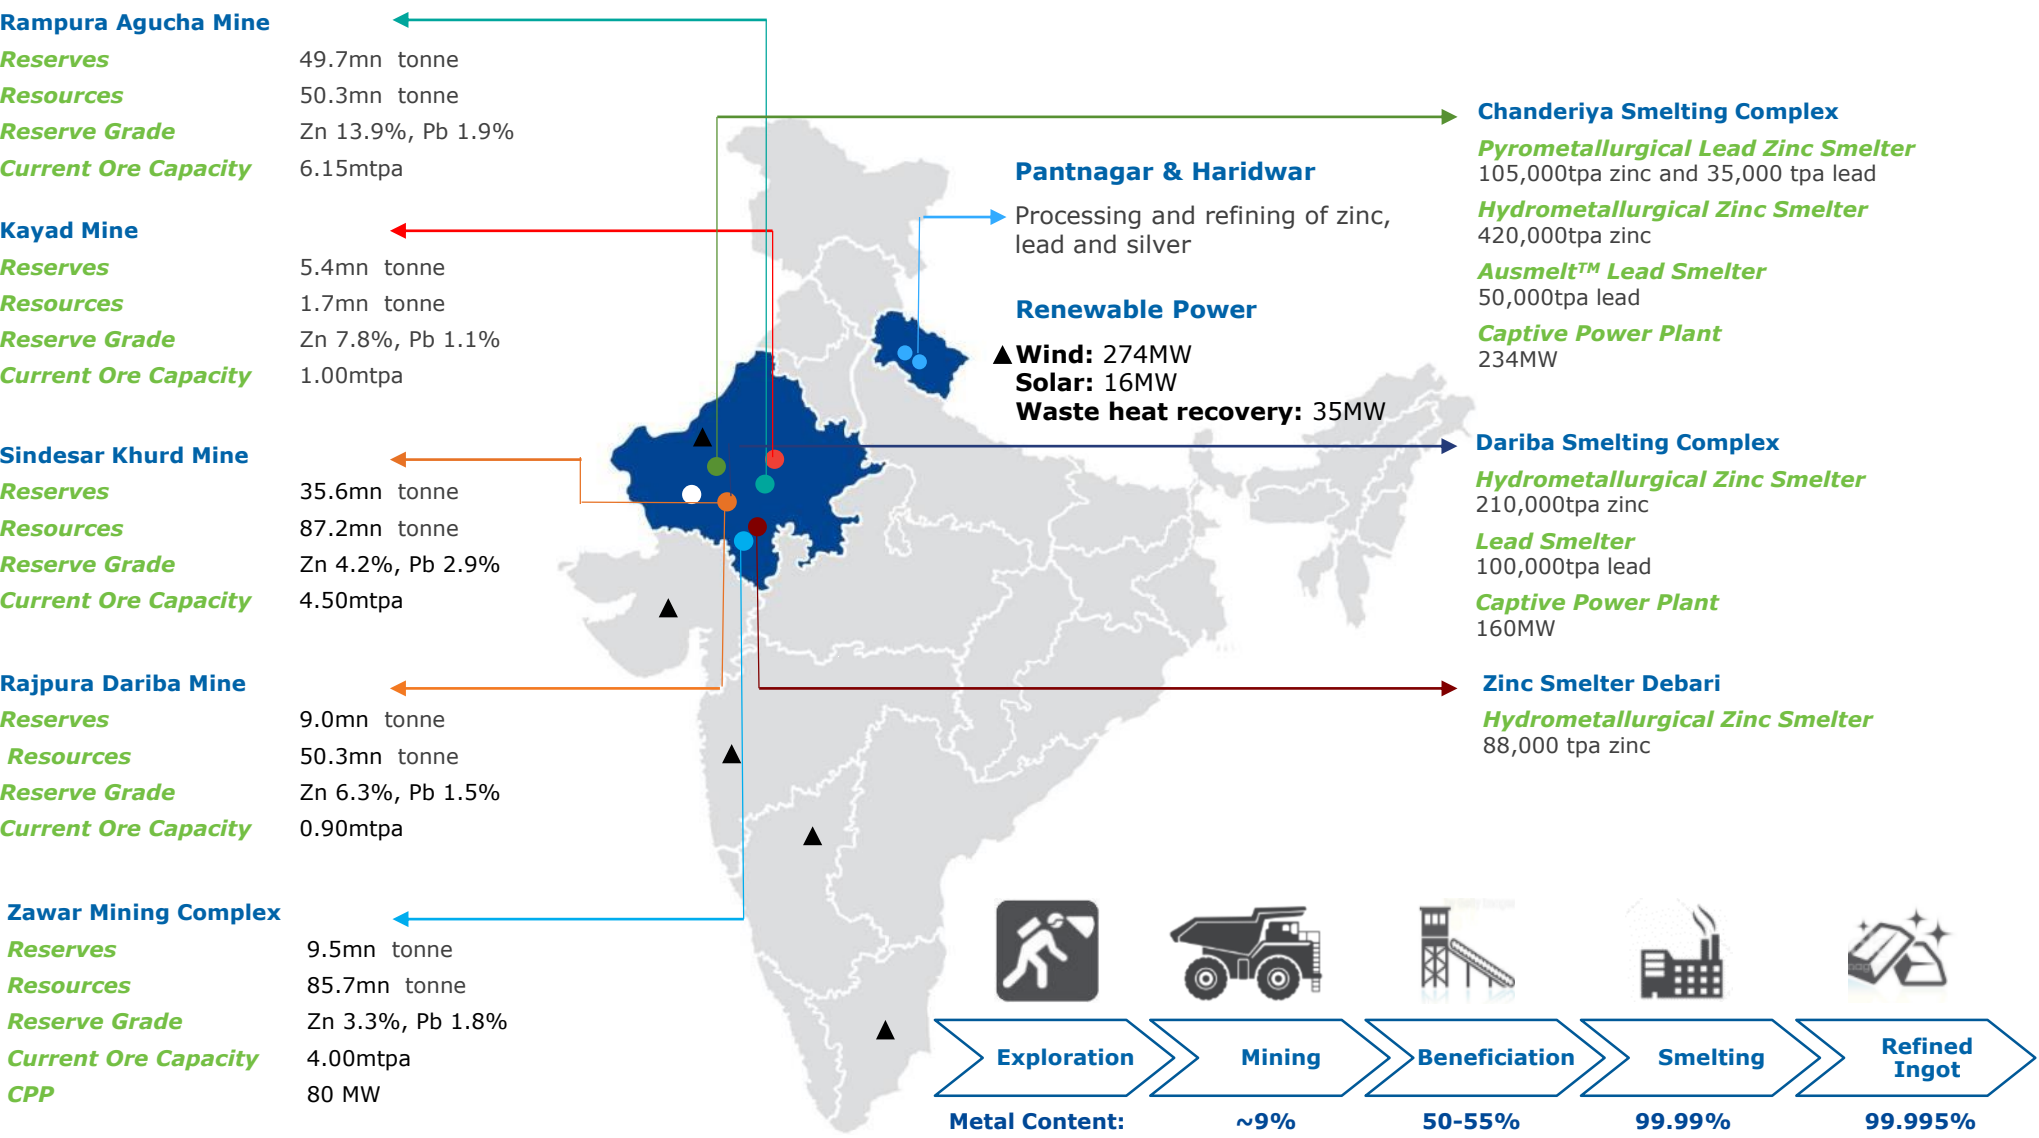 Rampura Agucha Mine
Reserves 49.7mn tonne
Resources 50.3mn tonne
Reserve Grade Zn 13.9%, Pb 1.9%
Current Ore Capacity 6.15mtpa
Kayad Mine
Reserves 5.4mn tonne
Resources 1.7mn tonne
Reserve Grade Zn 7.8%, Pb 1.1%
Current Ore Capacity 1.00mtpa
Sindesar Khurd Mine
Reserves 35.6mn tonne
Resources 87.2mn tonne
Reserve Grade Zn 4.2%, Pb 2.9%
Current Ore Capacity 4.50mtpa
Rajpura Dariba Mine
Reserves 9.0mn tonne
Resources 50.3mn tonne
Reserve Grade Zn 6.3%, Pb 1.5%
Current Ore Capacity 0.90mtpa
Zawar Mining Complex
Reserves 9.5mn tonne
Resources 85.7mn tonne
Reserve Grade Zn 3.3%, Pb 1.8%
Current Ore Capacity 4.00mtpa
CPP 80 MW
Pantnagar & Haridwar
Processing and refining of zinc,
lead and silver
Renewable Power
Wind: 274MW
Solar: 16MW
Waste heat recovery: 35MW
Chanderiya Smelting Complex
Pyrometallurgical Lead Zinc Smelter
105,000tpa zinc and 35,000 tpa lead
Hydrometallurgical Zinc Smelter
420,000tpa zinc
Ausmelt™ Lead Smelter
50,000tpa lead
Captive Power Plant
234MW
Dariba Smelting Complex
Hydrometallurgical Zinc Smelter
210,000tpa zinc
Lead Smelter
100,000tpa lead
Captive Power Plant
160MW
Zinc Smelter Debari
Hydrometallurgical Zinc Smelter
88,000 tpa zinc
Exploration Mining Beneficiation Smelting Refined
Ingot
Metal Content: ~9% 50-55% 99.99% 99.995%